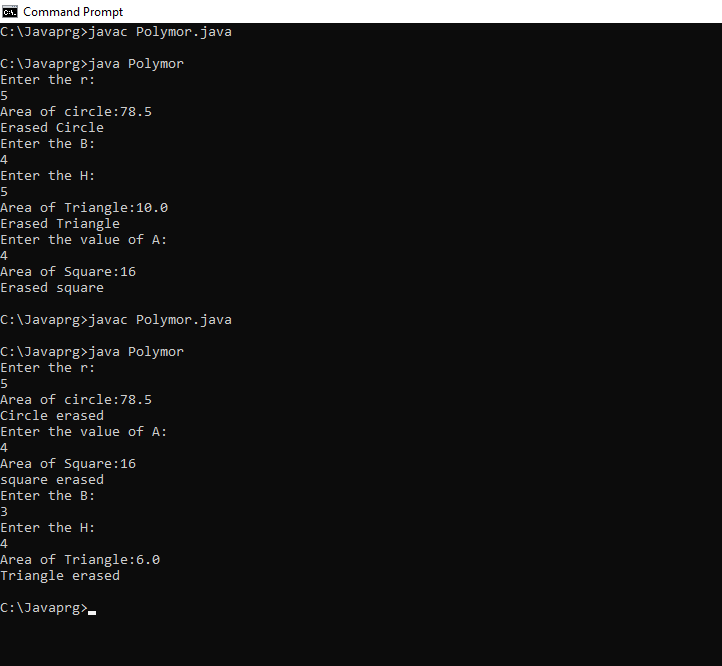 Command Prompt
C:\Javaprg>javac Polymor.java
C:\Javaprg>java Polymor
Enter the r:
5
Area of circle:78.5
Erased Circle
Enter the B:
4
Enter the H:
5
Area of Triangle:10.0
Erased Triangle
Enter the value of A:
4
Area of Square:16
Erased square
C:\Javaprg>javac Polymor.java
C:\Javaprg>java Polymor
Enter the r:
5
Area of circle:78.5
Circle erased
Enter the value of A:
4
Area of Square:16
square erased
Enter the B:
3
Enter the H:
4
Area of Triangle:6.0
Triangle erased
C:\Javaprg>